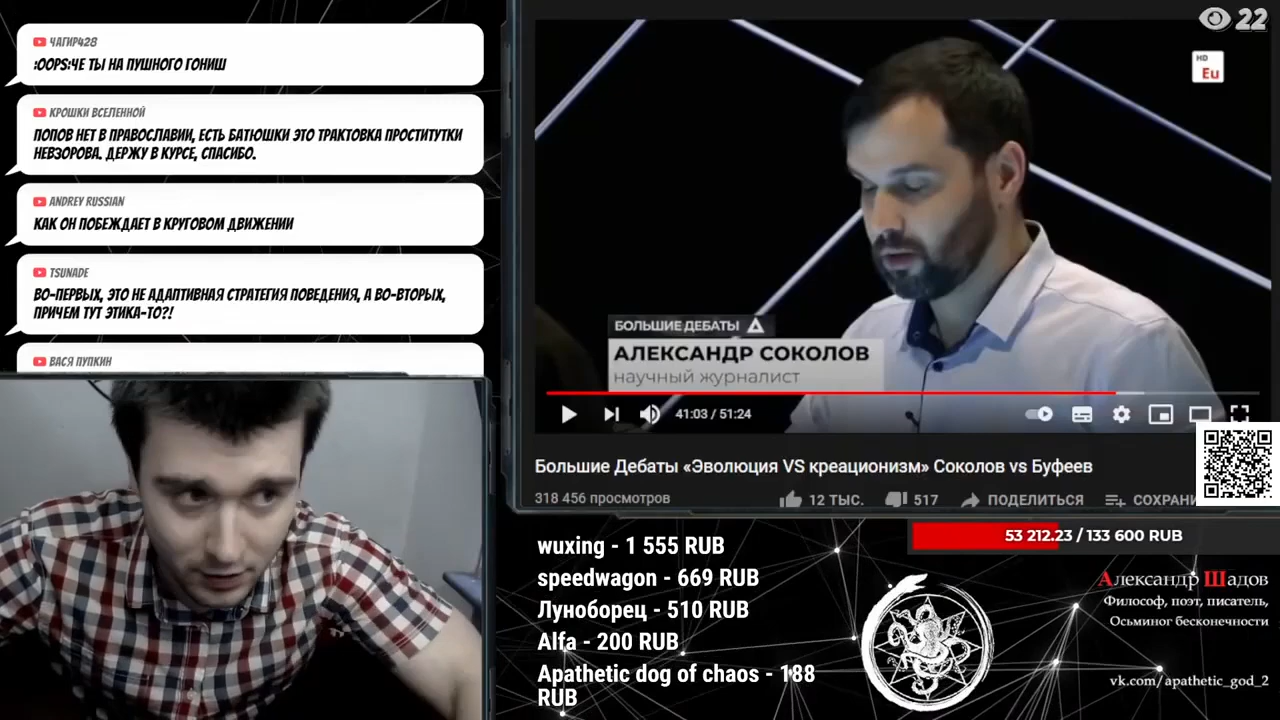 ЧАГИР428
:OOPS:ЧЕ ТЫ НА ПУШНОГО ГОНИШ
КРОШКИ ВСЕЛЕННОЙ
ПОПОВ НЕТ В ПРАВОСЛАВИИ, ЕСТЬ БАТЮШКИ ЭТО ТРАКТОВКА ПРОСТИТУТКИ
НЕВЗОРОВА. ДЕРЖУ В КУРСЕ, СПАСИБО.
ANDREY RUSSIAN
КАК ОН ПОБЕЖДАЕТ В КРУГОВОМ ДВИЖЕНИИ
TSUNADE
ВО-ПЕРВЫХ, ЭТО НЕ АДАПТИВНАЯ СТРАТЕГИЯ ПОВЕДЕНИЯ, А ВО-ВТОРЫХ,
ПРИЧЕМ ТУТ ЭТИКА-ТО?!
ВАСЯ ПУПКИН
22
HD
Eu
БОЛЬШИЕ ДЕБАТЫ
АЛЕКСАНДР СОКОЛОВ
научный журналист
41:03 / 51:24
Большие Дебаты «Эволюция VS креационизм» Соколов vs Буфеев
318 456 просмотров
12 ТЫС.
517
ПОДЕЛИТЬСЯ
СОХРАНИ
53 212.23 / 133 600 RUB
wuxing - 1 555 RUB
speedwagon - 669 RUB
Луноборец - 510 RUB
Alfa - 200 RUB
Apathetic dog of chaos - 188
RUB
Александр Шадов
Философ, поэт, писатель,
Осьминог бесконечности
vk.com/apathetic_god_2